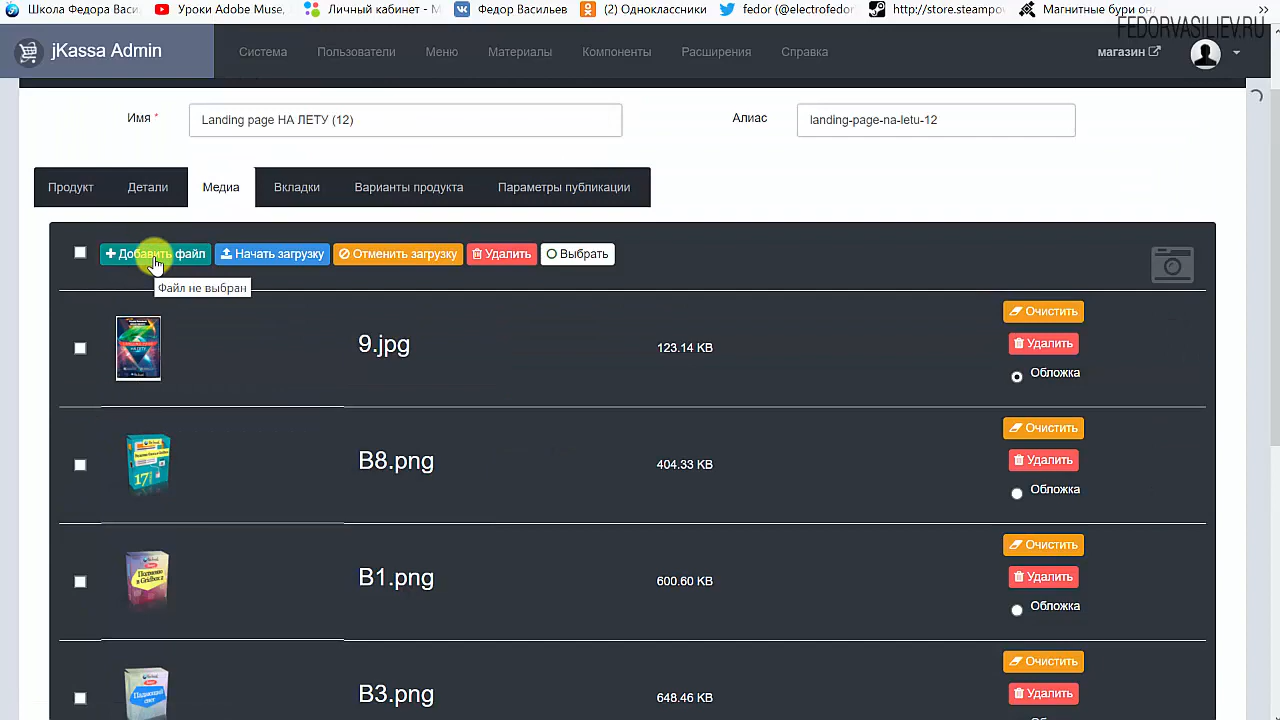 Школа Федора Васи
Уроки Adobe Muse,
Личный кабинет - М
Федор Васильев
(2) Одноклассники
fedor (@electrofedor
http://store.steampo
Магнитные бури он
FEDORVASILIEV.RU
jKassa Admin
Система
Пользователи
Меню
Материалы
Компоненты
Расширения
Справка
магазин
Имя *
Landing page НА ЛЕТУ (12)
Алиас
landing-page-na-letu-12
Продукт
Детали
Медиа
Вкладки
Варианты продукта
Параметры публикации
Добавить файл
Начать загрузку
Отменить загрузку
Удалить
Выбрать
Файл не выбран
9.jpg
123.14 KB
Очистить
Удалить
Обложка
B8.png
404.33 KB
Очистить
Удалить
Обложка
B1.png
600.60 KB
Очистить
Удалить
Обложка
B3.png
648.46 KB
Очистить
Удалить